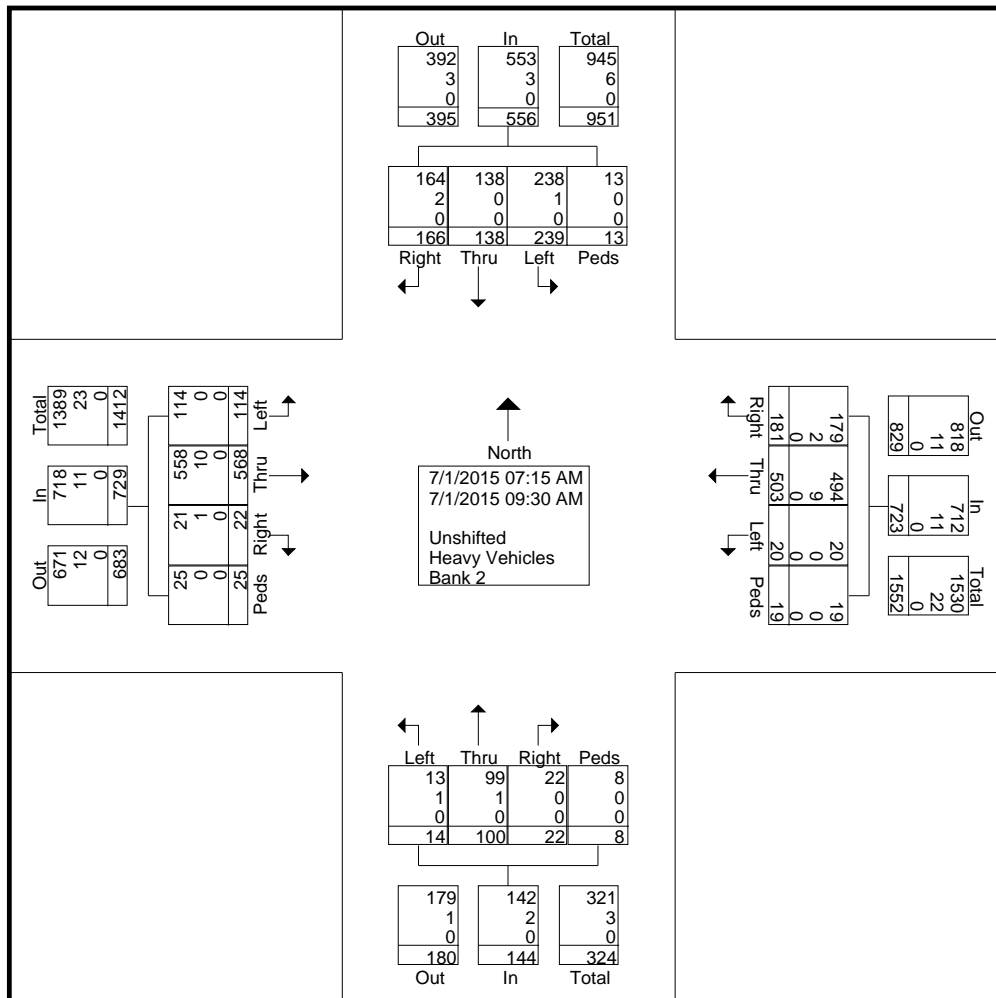 Out In Total
392 553 945
3 3 6
0 0 0
395 556 951
164 138 238 13
2 0 1 0
0 0 0 0
166 138 239 13
Right Thru Left Peds
Total
1389
23
0
1412
In
718
11
0
729
Out
671
12
0
683
114
0
0
114
Left
558
10
0
568
Thru
21
1
0
22
Right
25
0
0
25
Peds
North
7/1/2015 07:15 AM
7/1/2015 09:30 AM
Unshifted
Heavy Vehicles
Bank 2
Right
179
2
0
181
Thru
494
9
0
503
Left
20
0
0
20
Peds
19
0
0
19
Out
818
11
0
829
In
712
11
0
723
Total
1530
22
0
1552
Left Thru Right Peds
13 99 22 8
1 1 0 0
0 0 0 0
14 100 22 8
179 142 321
1 2 3
0 0 0
180 144 324
Out In Total